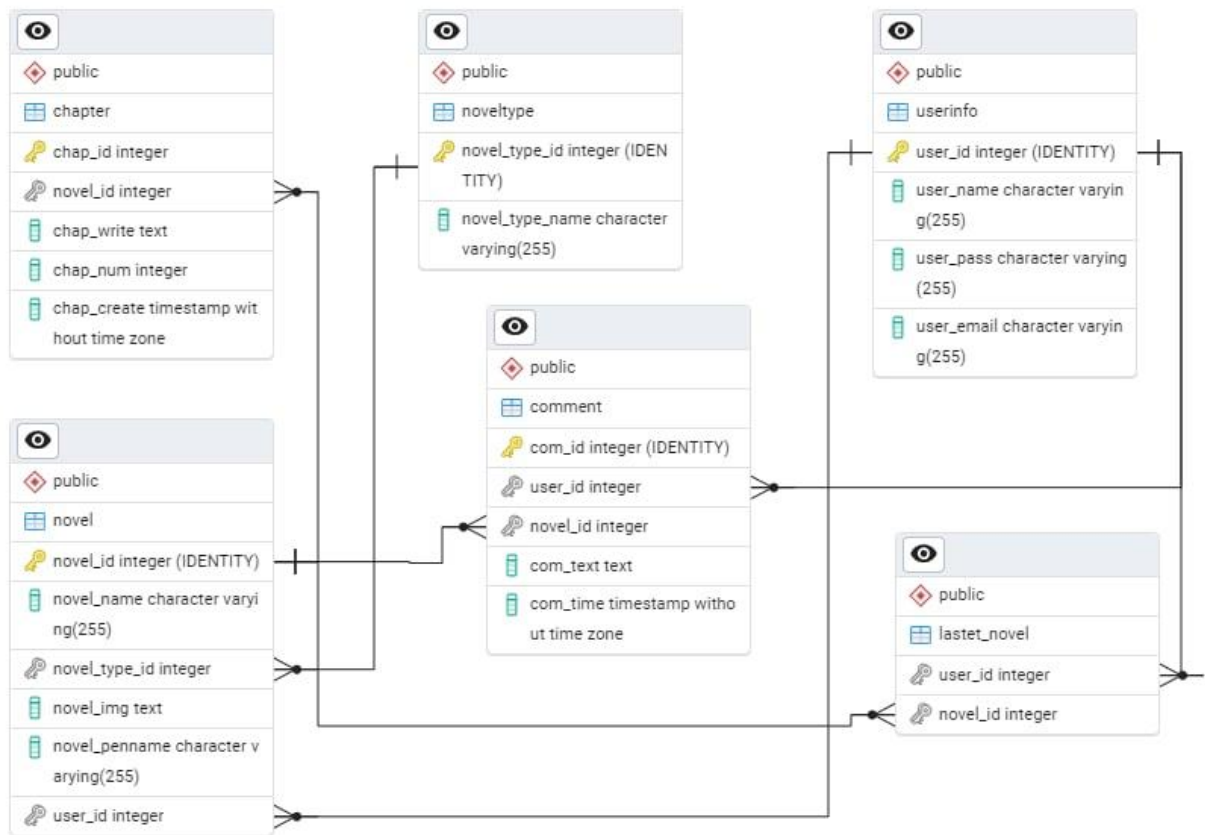 public
chapter
chap_id integer
novel_id integer
chap_write text
chap_num integer
chap_create timestamp wit
hout time zone
public
noveltype
novel_type_id integer (IDEN
TITY)
novel_type_name character
varying(255)
public
userinfo
user_id integer (IDENTITY)
user_name character varyin
g(255)
user_pass character varying
(255)
user_email character varyin
g(255)
public
comment
com_id integer (IDENTITY)
user_id integer
novel_id integer
com_text text
com_time timestamp witho
ut time zone
public
novel
novel_id integer (IDENTITY)
novel_name character varyi
ng(255)
novel_type_id integer
novel_img text
novel_penname character v
arying(255)
user_id integer
public
lastet_novel
user_id integer
novel_id integer